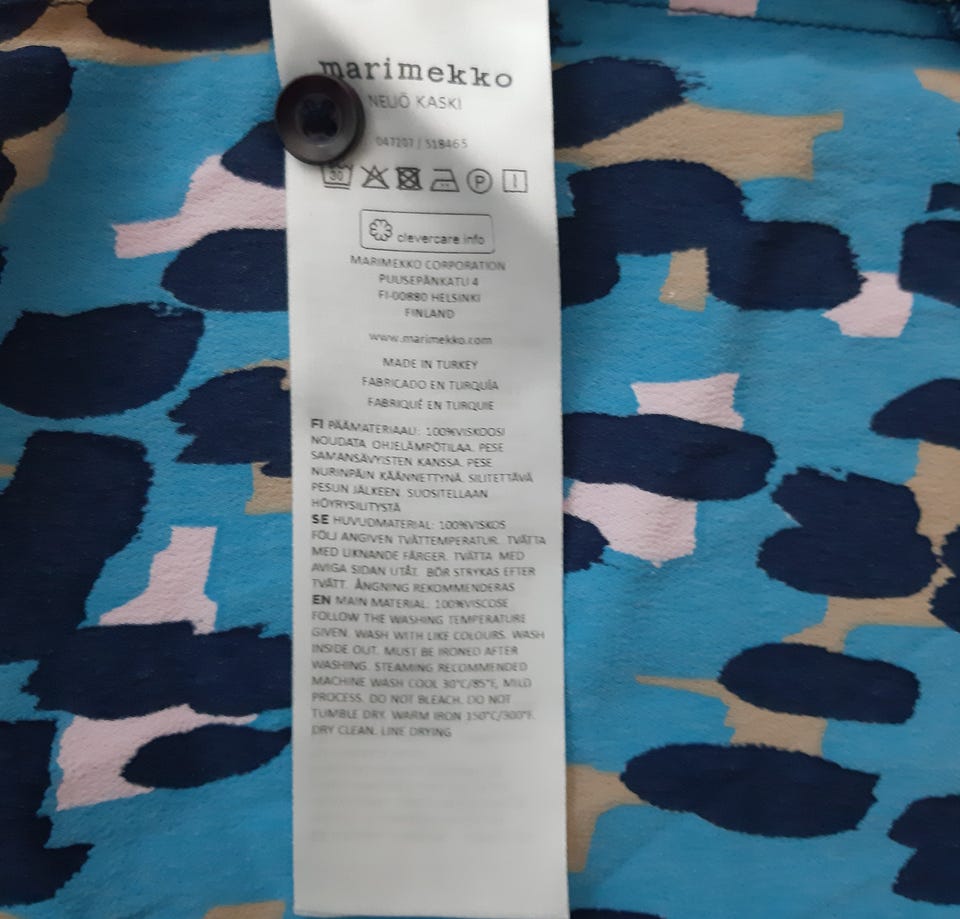 marimekko
NELIÖ KASKI
047207 / 518465
30
P
clevercare.info
MARIMEKKO CORPORATION
PUUSEPÄNKATU 4
FI-00880 HELSINKI
FINLAND
www.marimekko.com
MADE IN TURKEY
FABRICADO EN TURQUÍA
FABRIQUÉ EN TURQUIE
FI PÄÄMATERIAALI: 100%VISKOOSI
NOUDATA OHJELÄMPÖTILAA. PESE
SAMANSÄVYISTEN KANSSA. PESE
NURINPÄIN KÄÄNNETTYNÄ. SILITETTÄVÄ
PESUN JÄLKEEN. SUOSITELLAAN
HÖYRYSILITYSTÄ
SE HUVUDMATERIAL: 100%VISKOS
FÖLJ ANGIVEN TVÄTTEMPERATUR. TVÄTTA
MED LIKNANDE FÄRGER. TVÄTTA MED
AVIGA SIDAN UTÅT. BÖR STRYKAS EFTER
TVÄTT. ÅNGNING REKOMMENDERAS
EN MAIN MATERIAL: 100%VISCOSE
FOLLOW THE WASHING TEMPERATURE
GIVEN. WASH WITH LIKE COLOURS. WASH
INSIDE OUT. MUST BE IRONED AFTER
WASHING. STEAMING RECOMMENDED
MACHINE WASH COOL 30°C/85°F, MILD
PROCESS. DO NOT BLEACH. DO NOT
TUMBLE DRY. WARM IRON 150°C/300°F.
DRY CLEAN. LINE DRYING